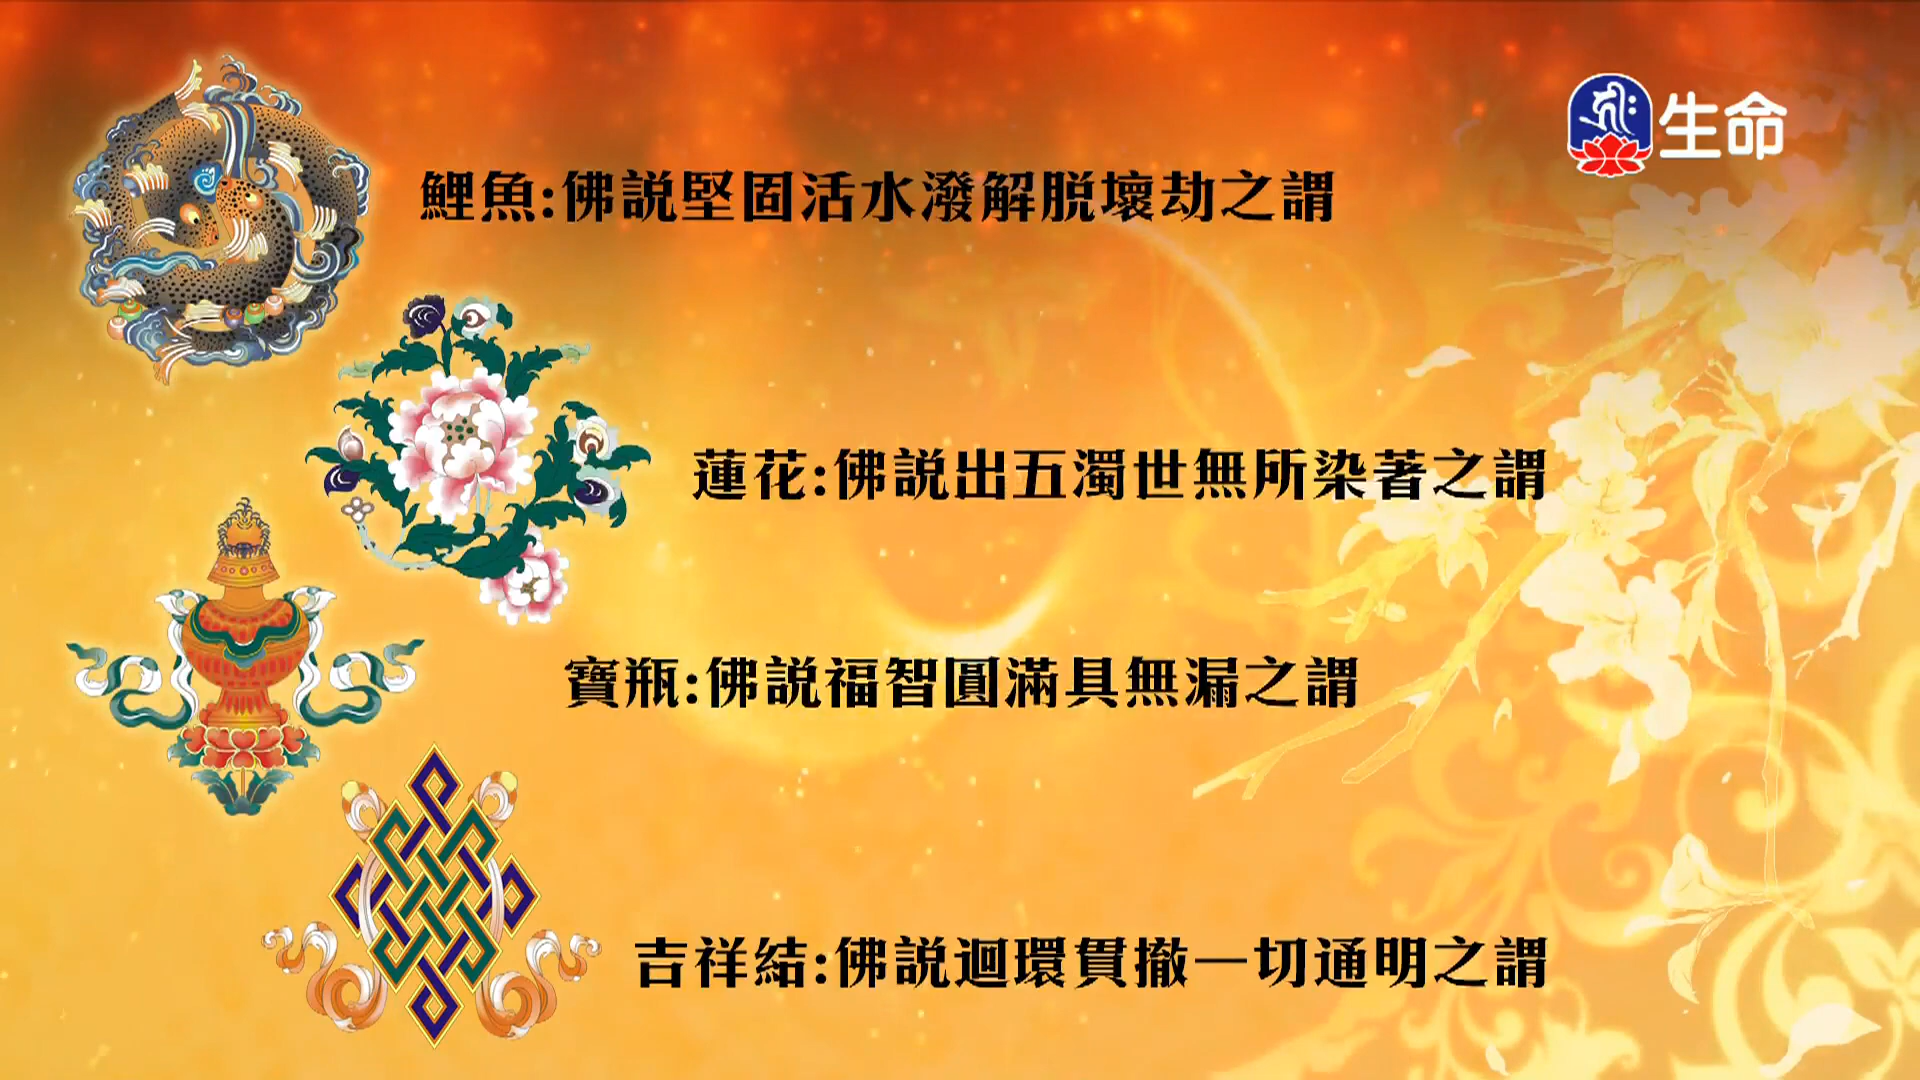 生命
鯉魚:佛說堅固活水潑解脫壞劫之謂
蓮花:佛說出五濁世無所染著之謂
寶瓶:佛說福智圓滿具無漏之謂
吉祥結:佛說迴環貫撤一切通明之謂